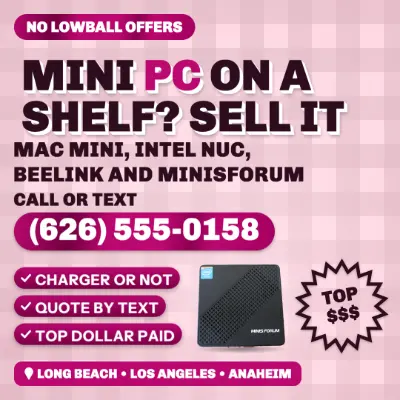 NO LOWBALL OFFERS
MINI PC ON A
SHELF? SELL IT
MAC MINI, INTEL NUC,
BEELINK AND MINISFORUM
CALL OR TEXT
(626) 555-0158
CHARGER OR NOT
QUOTE BY TEXT
TOP DOLLAR PAID
MINISFORUM
TOP
$$$
LONG BEACH • LOS ANGELES • ANAHEIM